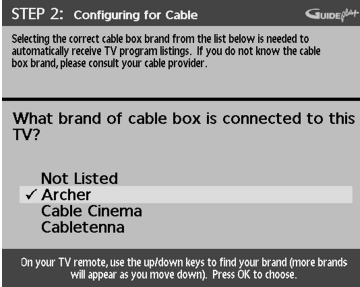 STEP 2: Configuring for Cable
GUIDE plus+
Selecting the correct cable box brand from the list below is needed to
automatically receive TV program listings. If you do not know the cable
box brand, please consult your cable provider.
What brand of cable box is connected to this
TV?
Not Listed
✓ Archer
Cable Cinema
Cabletenna
On your TV remote, use the up/down keys to find your brand (more brands
will appear as you move down). Press OK to choose.